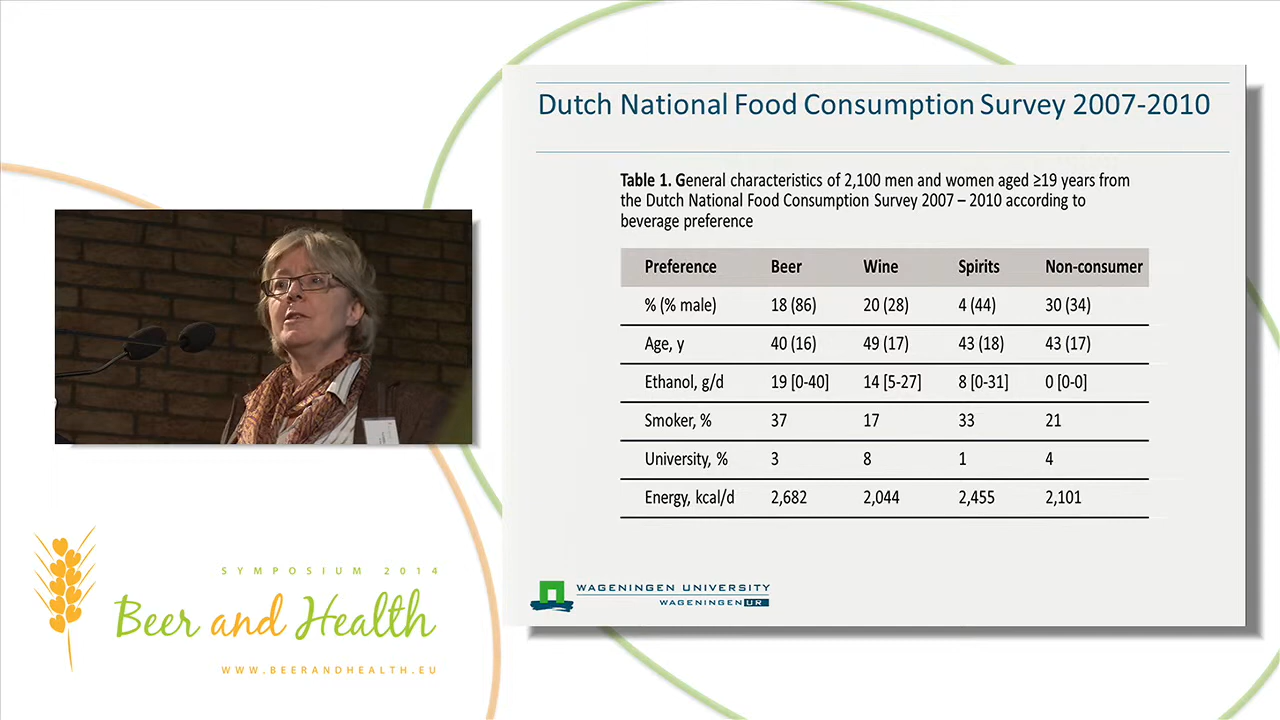 Dutch National Food Consumption Survey 2007-2010
Table 1. General characteristics of 2,100 men and women aged ≥19 years from
the Dutch National Food Consumption Survey 2007 – 2010 according to
beverage preference
Preference Beer Wine Spirits Non-consumer
% (% male) 18 (86) 20 (28) 4 (44) 30 (34)
Age, y 40 (16) 49 (17) 43 (18) 43 (17)
Ethanol, g/d 19 [0-40] 14 [5-27] 8 [0-31] 0 [0-0]
Smoker, % 37 17 33 21
University, % 3 8 1 4
Energy, kcal/d 2,682 2,044 2,455 2,101
WAGENINGEN UNIVERSITY
WAGENINGEN UR
SYMPOSIUM 2014
Beer and Health
WWW.BEERANDHEALTH.EU